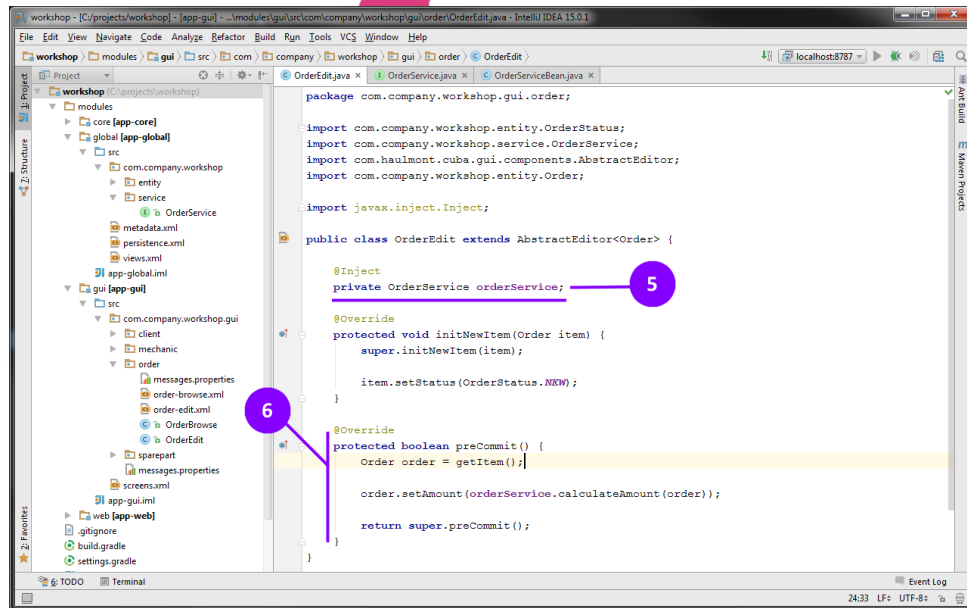 workshop - [C:/projects/workshop] - [app-gui] - ...\modules\gui\src\com\company\workshop\gui\order\OrderEdit.java - IntelliJ IDEA 15.0.1
File Edit View Navigate Code Analyze Refactor Build Run Tools VCS Window Help
workshop modules gui src com company workshop gui order OrderEdit localhost:8787
Project OrderEdit.java OrderService.java OrderServiceBean.java
1: Project
7: Structure
2: Favorites
workshop (C:\projects\workshop)
modules
core [app-core]
global [app-global]
src
com.company.workshop
entity
service
OrderService
metadata.xml
persistence.xml
views.xml
app-global.iml
gui [app-gui]
src
com.company.workshop.gui
client
mechanic
order
messages.properties
order-browse.xml
order-edit.xml
OrderBrowse
OrderEdit
sparepart
messages.properties
screens.xml
app-gui.iml
web [app-web]
.gitignore
build.gradle
settings.gradle
package com.company.workshop.gui.order;
import com.company.workshop.entity.OrderStatus;
import com.company.workshop.service.OrderService;
import com.haulmont.cuba.gui.components.AbstractEditor;
import com.company.workshop.entity.Order;
import javax.inject.Inject;
public class OrderEdit extends AbstractEditor<Order> {
@Inject
private OrderService orderService;
5
@Override
protected void initNewItem(Order item) {
super.initNewItem(item);
item.setStatus(OrderStatus.NEW);
}
6
@Override
protected boolean preCommit() {
Order order = getItem();
order.setAmount(orderService.calculateAmount(order));
return super.preCommit();
}
}
Ant Build
Maven Projects
6: TODO Terminal Event Log
24:33 LF÷ UTF-8÷